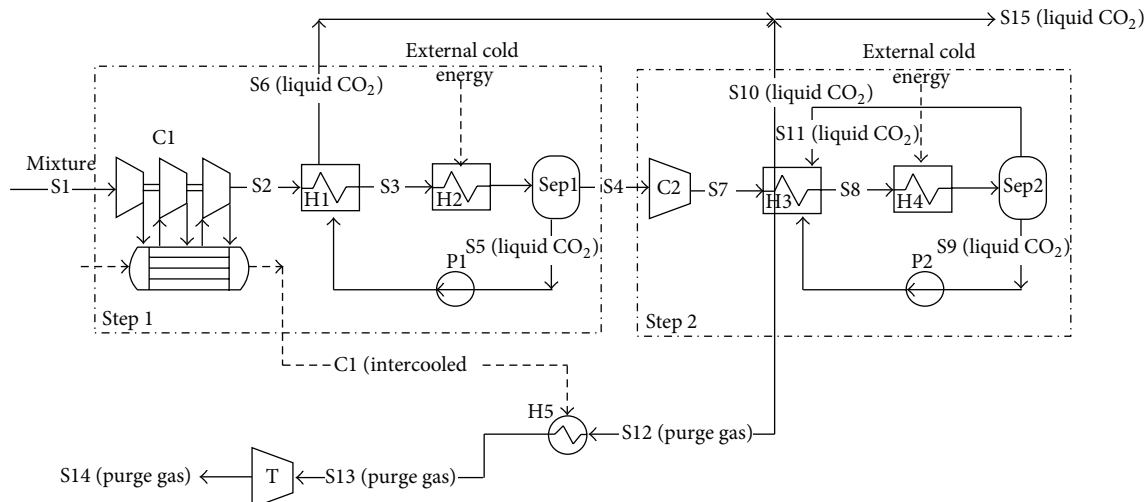 S15 (liquid CO₂)
External cold
energy
External cold
energy
S6 (liquid CO₂)
S10 (liquid CO₂)
C1
S11 (liquid CO₂)
Mixture
S1
S2
H1
S3
H2
Sep1
S4
C2
S7
H3
S8
H4
Sep2
S5 (liquid CO₂)
S9 (liquid CO₂)
P1
P2
Step 1
Step 2
C1 (intercooled
H5
S12 (purge gas)
S14 (purge gas)
T
S13 (purge gas)